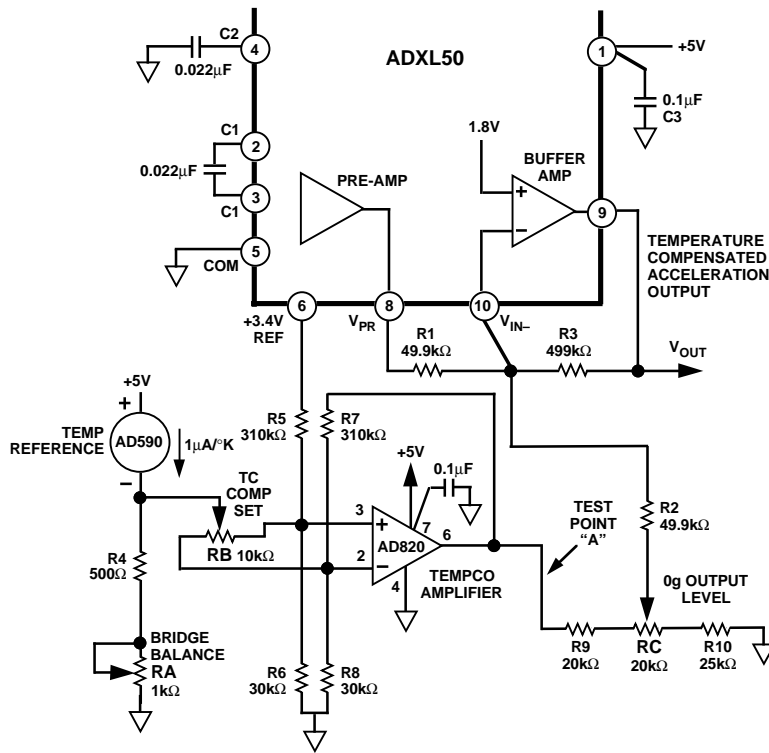 C2
4
0.022µF
ADXL50
1
+5V
0.1µF
C3
C1
2
0.022µF
3
C1
1.8V
PRE-AMP
BUFFER
AMP
+
−
9
5
COM
TEMPERATURE
COMPENSATED
ACCELERATION
OUTPUT
6
8
10
+3.4V
REF
VPR
VIN–
R1
49.9kΩ
R3
499kΩ
VOUT
+5V
+
TEMP
REFERENCE
AD590
1µA/°K
−
R5
310kΩ
R7
310kΩ
TC
COMP
SET
RB 10kΩ
+5V
0.1µF
3
+
7
6
AD820
2
−
4
TEMPCO
AMPLIFIER
TEST
POINT
“A”
R2
49.9kΩ
R4
500Ω
0g OUTPUT
LEVEL
BRIDGE
BALANCE
RA
1kΩ
R6
30kΩ
R8
30kΩ
R9
20kΩ
RC
20kΩ
R10
25kΩ